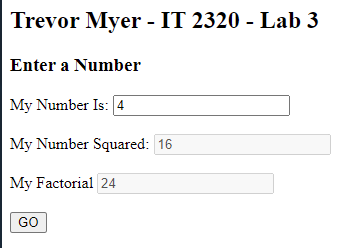 Trevor Myer - IT 2320 - Lab 3
Enter a Number
My Number Is: 4
My Number Squared: 16
My Factorial 24
GO